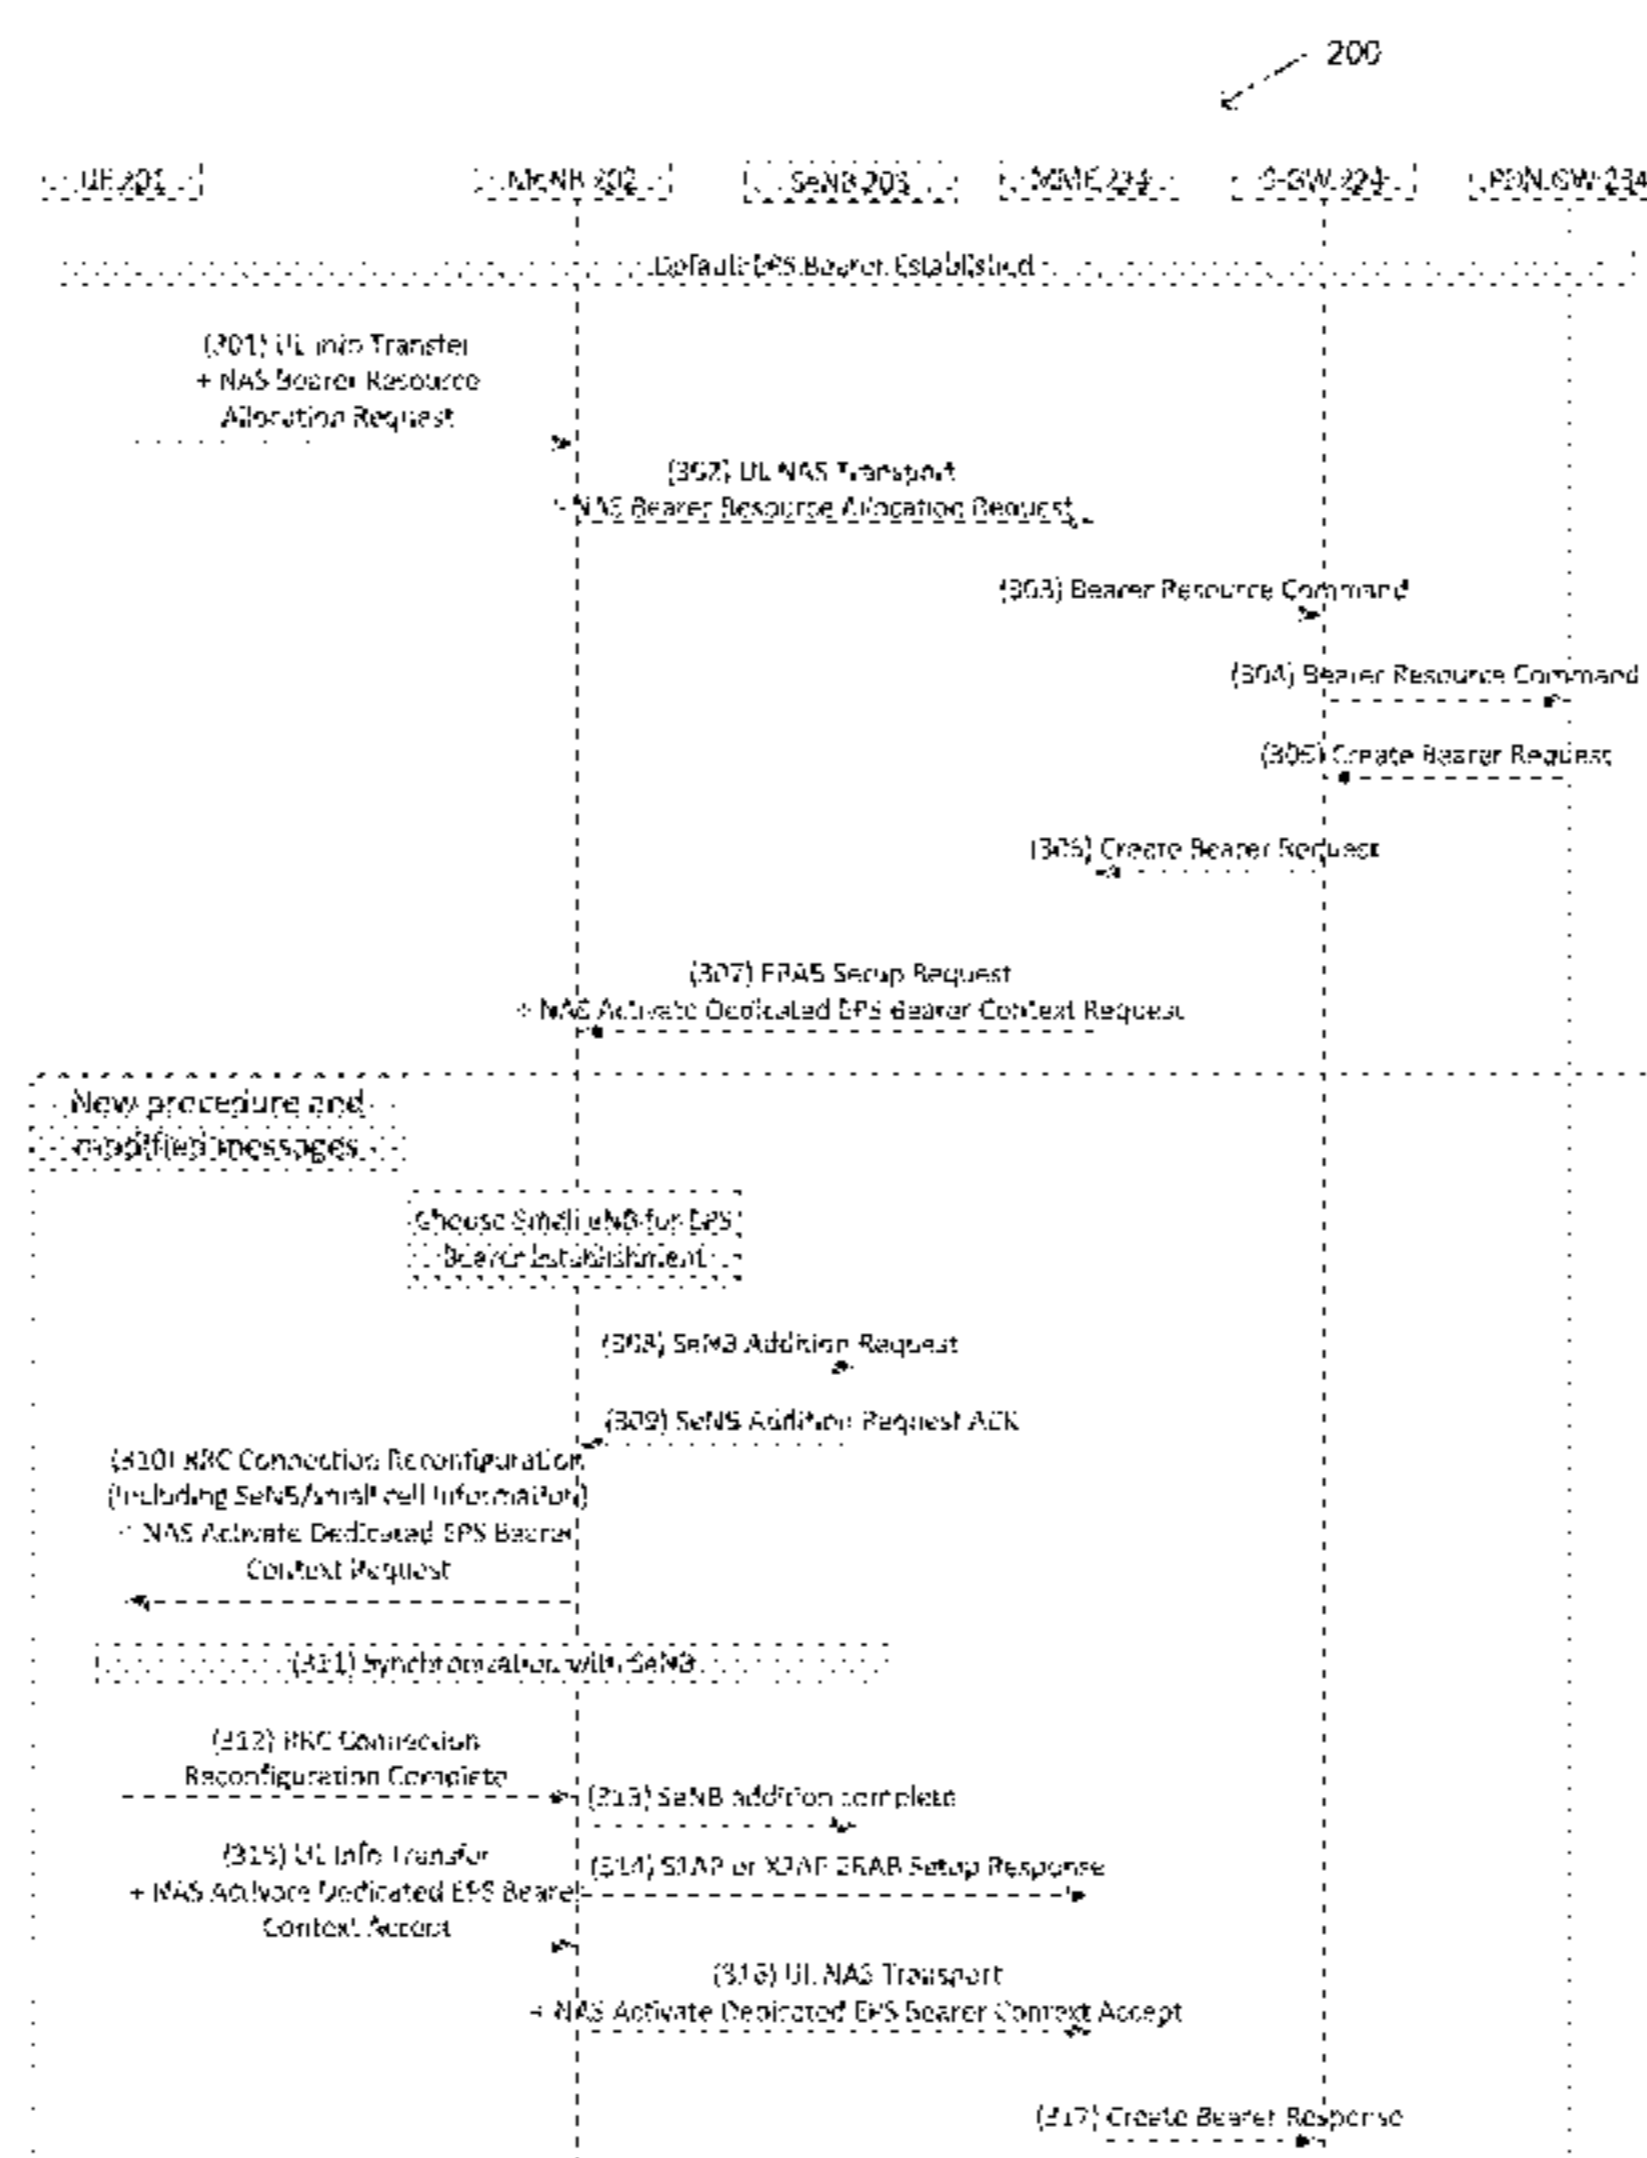 200
UE 201
MeNB 202
SeNB 203
MME 234
S-GW 224
PDN GW 234
Default EPS Bearer Established
(301) UL Info Transfer
+ NAS Bearer Resource
Allocation Request
(302) UL NAS Transport
+ NAS Bearer Resource Allocation Request
(303) Bearer Resource Command
(304) Bearer Resource Command
(305) Create Bearer Request
(306) Create Bearer Request
(307) ERAB Setup Request
+ NAS Activate Dedicated EPS Bearer Context Request
New procedure and
modified messages
Choose Small eNB for EPS
Bearer Establishment
(308) SeNB Addition Request
(309) SeNB Addition Request ACK
(310) RRC Connection Reconfiguration
(including SeNB/small cell Information)
+ NAS Activate Dedicated EPS Bearer
Context Request
(311) Synchronization with SeNB
(312) RRC Connection
Reconfiguration Complete
(313) SeNB addition complete
(315) UL Info Transfer
+ NAS Activate Dedicated EPS Bearer
Context Accept
(314) S1AP or X2AP ERAB Setup Response
(316) UL NAS Transport
+ NAS Activate Dedicated EPS Bearer Context Accept
(317) Create Bearer Response